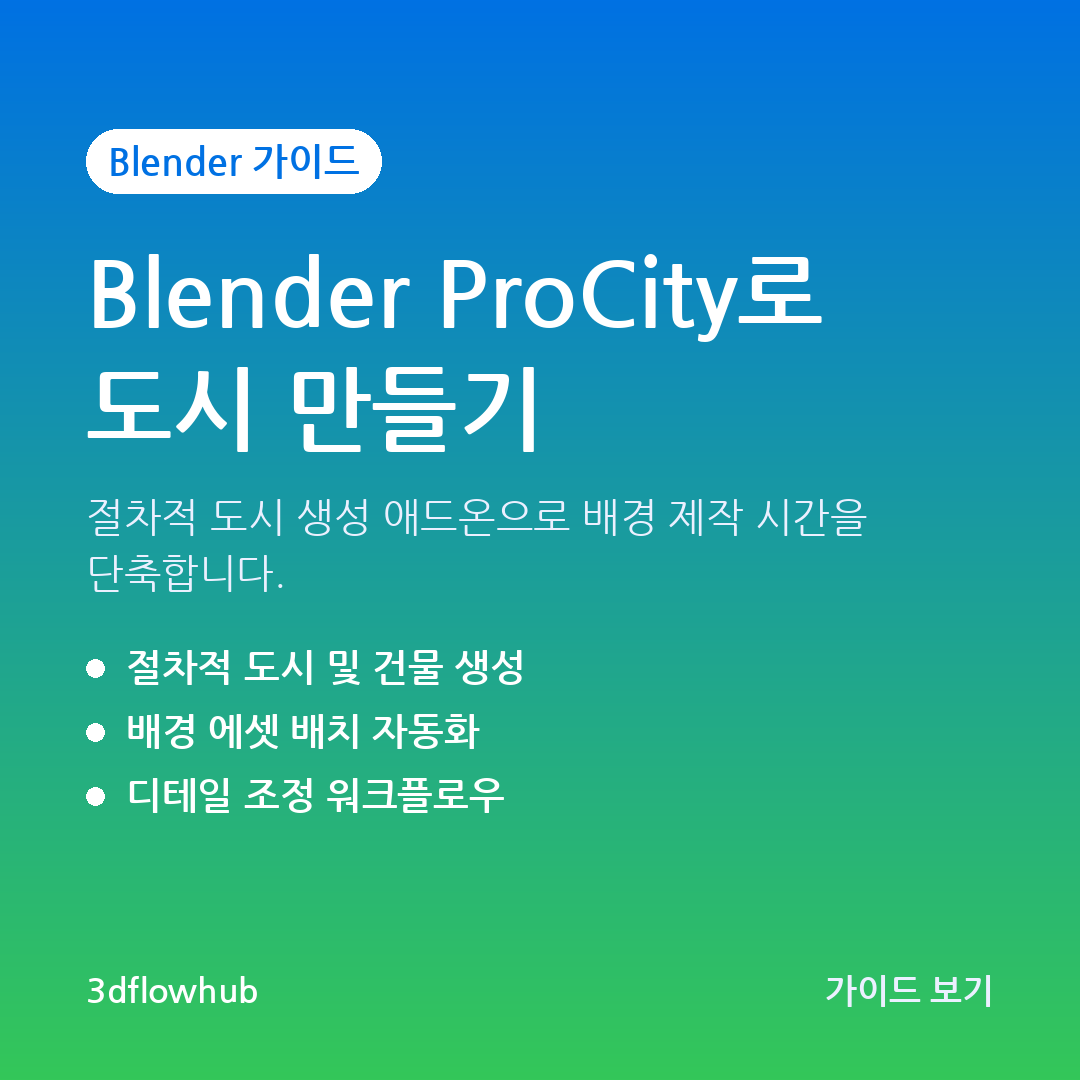 Blender 가이드
Blender ProCity로
도시 만들기
절차적 도시 생성 애드온으로 배경 제작 시간을
단축합니다.
절차적 도시 및 건물 생성
배경 에셋 배치 자동화
디테일 조정 워크플로우
3dflowhub
가이드 보기